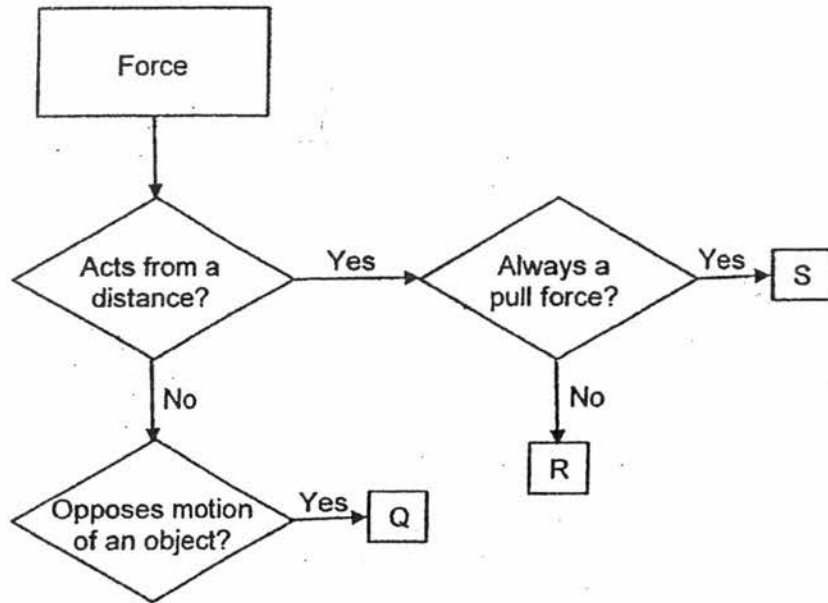 Force
Acts from a
distance?
Yes
Always a
pull force?
Yes
S
No
No
R
Opposes motion
of an object?
Yes
Q